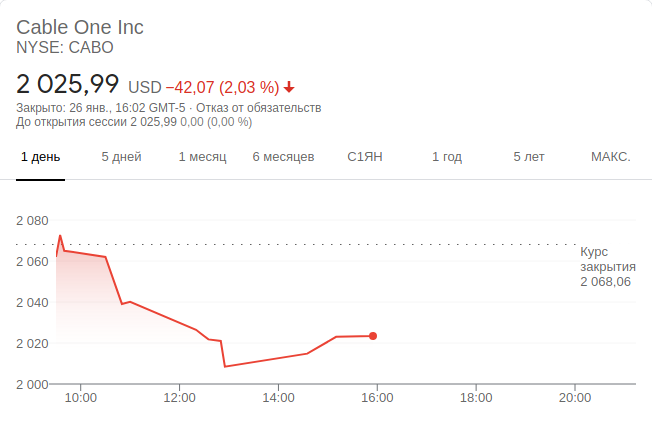 Cable One Inc
NYSE: CABO
2 025,99 USD −42,07 (2,03 %)
Закрыто: 26 янв., 16:02 GMT-5 · Отказ от обязательств
До открытия сессии 2 025,99 0,00 (0,00 %)
1 день 5 дней 1 месяц 6 месяцев С1ЯН 1 год 5 лет МАКС.
2 080
2 060
2 040
2 020
2 000
Курс
закрытия
2 068,06
10:00 12:00 14:00 16:00 18:00 20:00